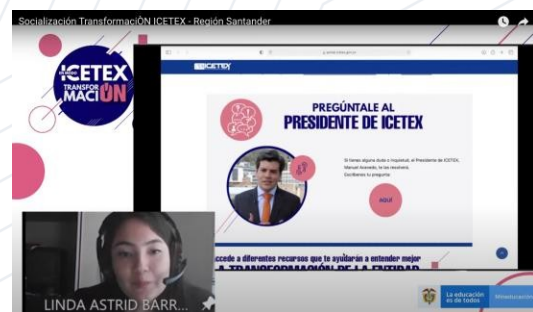 Socialización TransformaciÓN ICETEX - Región Santander
ICETEX
TRANSFOR
MACIÓN
ICETEX
PREGÚNTALE AL
PRESIDENTE DE ICETEX
Si tienes alguna duda o inquietud, el Presidente de ICETEX,
Manuel Acevedo, te las resolverá.
Escríbenos tu pregunta
AQUÍ
Accede a diferentes recursos que te ayudarán a entender mejor
LA TRANSFORMACIÓN DE LA ENTIDAD
LINDA ASTRID BARR...
La educación
es de todos
Mineducación